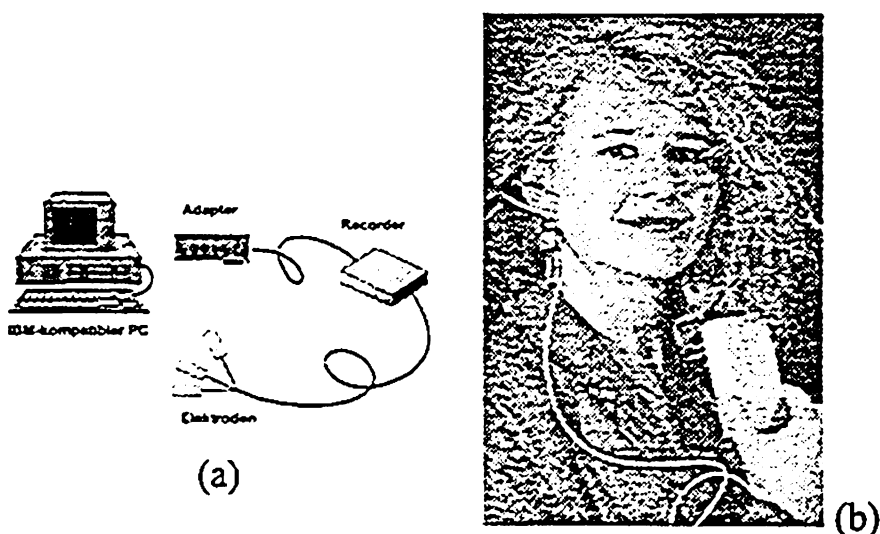 Adapter
Recorder
IBM-kompatibler PC
Elektroden
(a)
(b)